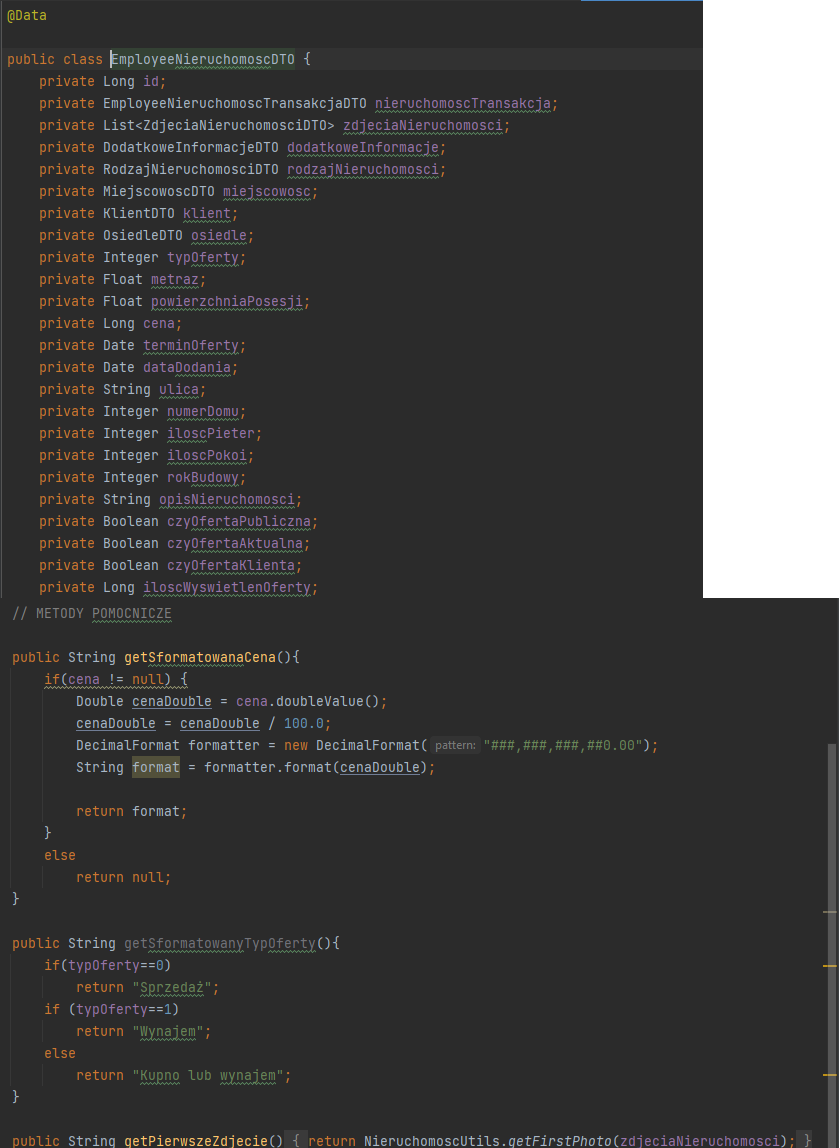 @Data
public class EmployeeNieruchomoscDTO {
private Long id;
private EmployeeNieruchomoscTransakcjaDTO nieruchomoscTransakcja;
private List<ZdjeciaNieruchomosciDTO> zdjeciaNieruchomosci;
private DodatkoweInformacjeDTO dodatkoweInformacje;
private RodzajNieruchomosciDTO rodzajNieruchomosci;
private MiejscowoscDTO miejscowosc;
private KlientDTO klient;
private OsiedleDTO osiedle;
private Integer typOferty;
private Float metraz;
private Float powierzchniaPosesji;
private Long cena;
private Date terminOferty;
private Date dataDodania;
private String ulica;
private Integer numerDomu;
private Integer iloscPieter;
private Integer iloscPokoi;
private Integer rokBudowy;
private String opisNieruchomosci;
private Boolean czyOfertaPubliczna;
private Boolean czyOfertaAktualna;
private Boolean czyOfertaKlienta;
private Long iloscWyswietlenOferty;
// METODY POMOCNICZE
public String getSformatowanaCena(){
if(cena != null) {
Double cenaDouble = cena.doubleValue();
cenaDouble = cenaDouble / 100.0;
DecimalFormat formatter = new DecimalFormat( pattern: "###,###,###,##0.00");
String format = formatter.format(cenaDouble);
return format;
}
else
return null;
}
public String getSformatowanyTypOferty(){
if(typOferty==0)
return "Sprzedaż";
if (typOferty==1)
return "Wynajem";
else
return "Kupno lub wynajem";
}
public String getPierwszeZdjecie() { return NieruchomoscUtils.getFirstPhoto(zdjeciaNieruchomosci); }